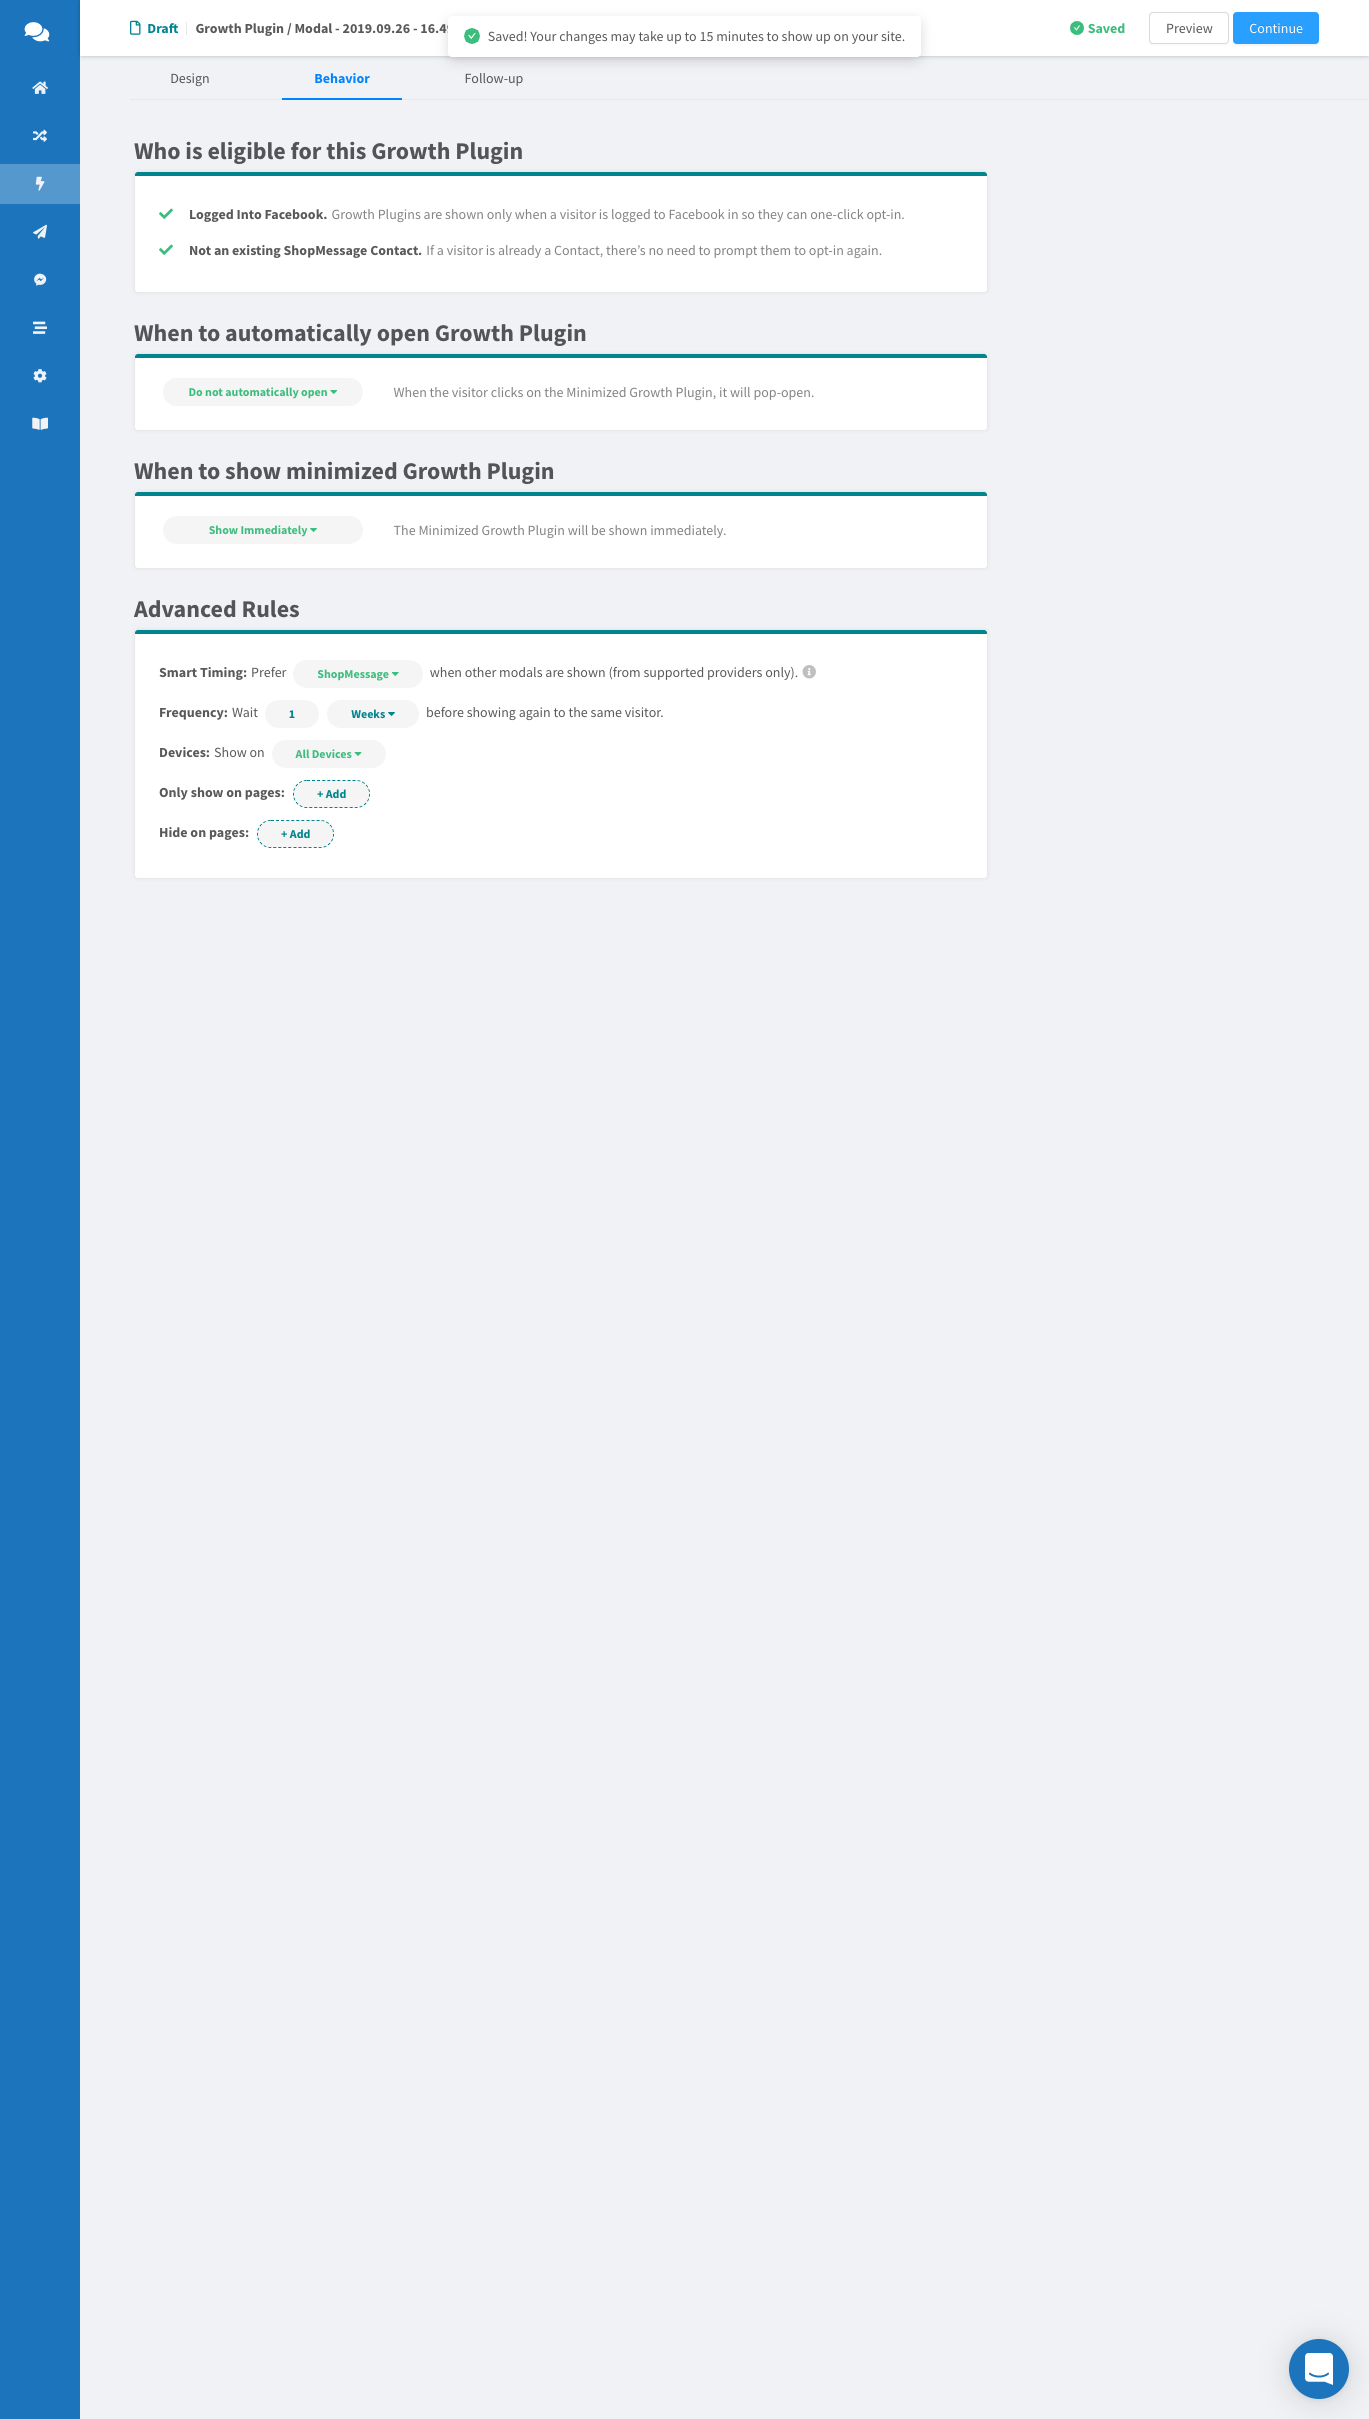 Draft
Growth Plugin / Modal - 2019.09.26 - 16.4
Saved! Your changes may take up to 15 minutes to show up on your site.
Saved
Preview
Continue
Design
Behavior
Follow-up
Who is eligible for this Growth Plugin
Logged Into Facebook. Growth Plugins are shown only when a visitor is logged to Facebook in so they can one-click opt-in.
Not an existing ShopMessage Contact. If a visitor is already a Contact, there's no need to prompt them to opt-in again.
When to automatically open Growth Plugin
Do not automatically open
When the visitor clicks on the Minimized Growth Plugin, it will pop-open.
When to show minimized Growth Plugin
Show Immediately
The Minimized Growth Plugin will be shown immediately.
Advanced Rules
Smart Timing: Prefer ShopMessage when other modals are shown (from supported providers only).
Frequency: Wait 1 Weeks before showing again to the same visitor.
Devices: Show on All Devices
Only show on pages: + Add
Hide on pages: + Add